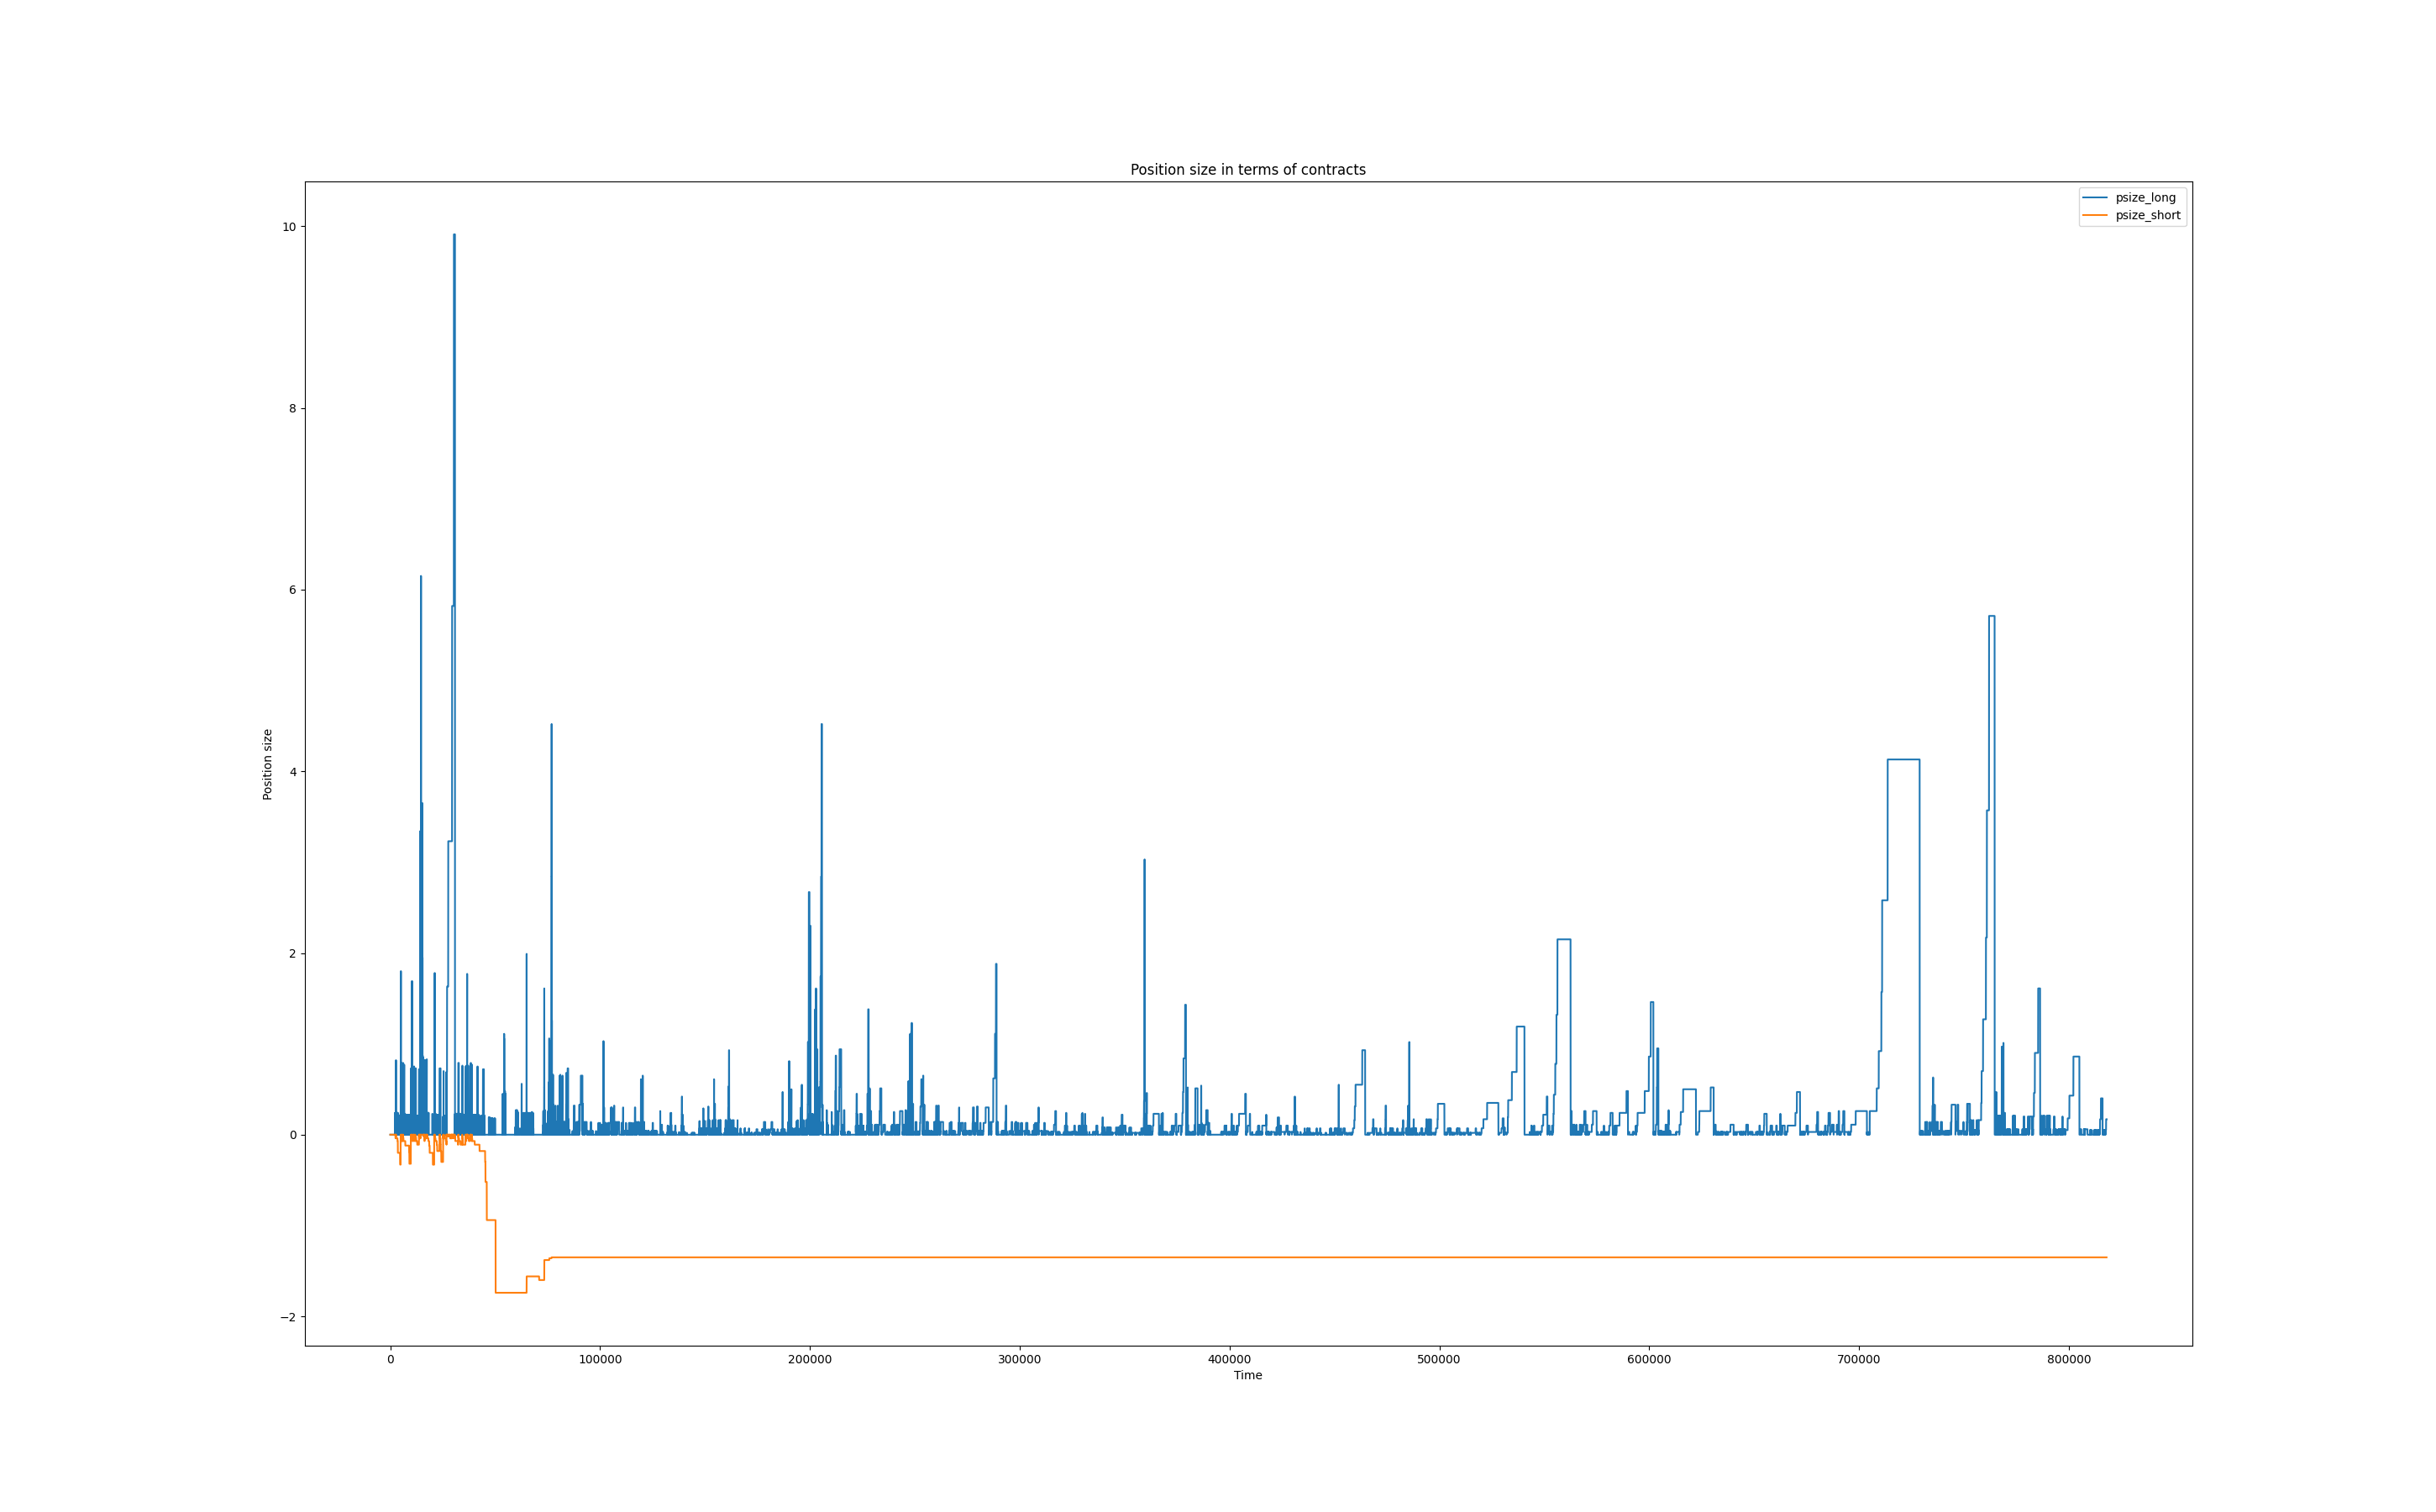 Position size in terms of contracts
psize_long
psize_short
10
8
6
4
2
0
−2
Position size
0 100000 200000 300000 400000 500000 600000 700000 800000
Time